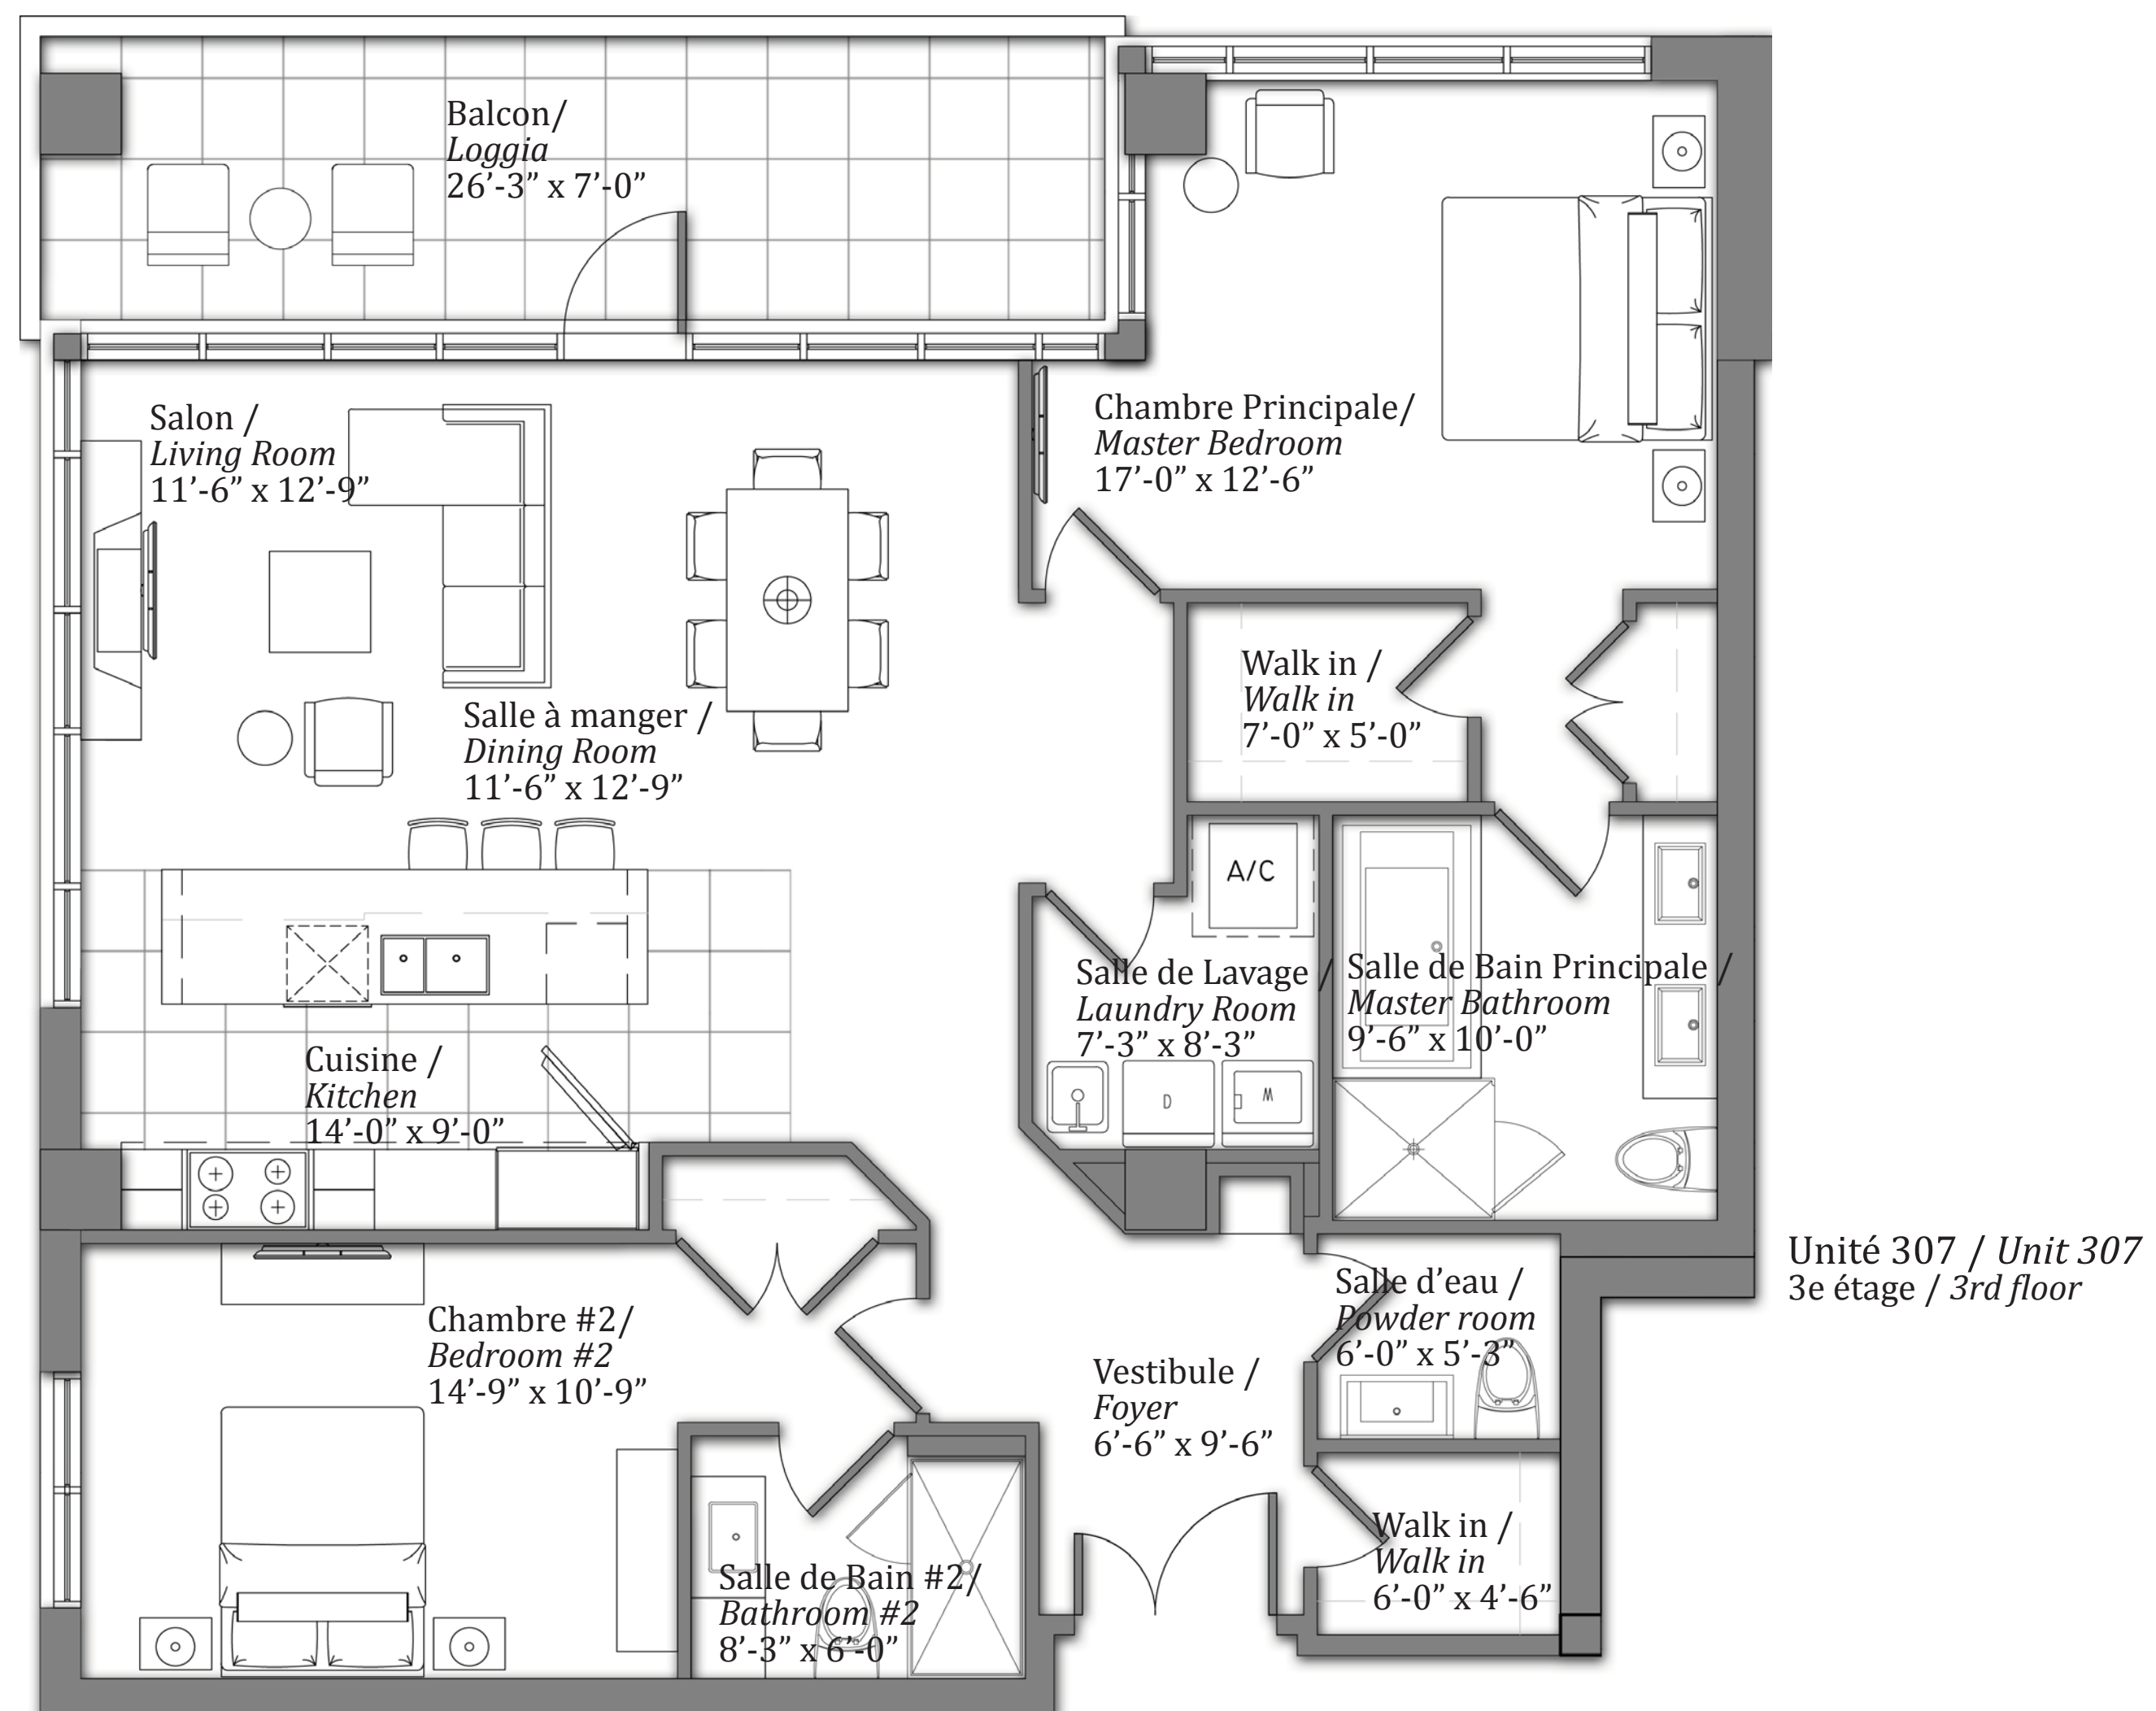 Balcon/
Loggia
26’-3” x 7’-0”
Salon /
Living Room
11’-6” x 12’-9”
Chambre Principale/
Master Bedroom
17’-0” x 12’-6”
Walk in /
Walk in
7’-0” x 5’-0”
Salle à manger /
Dining Room
11’-6” x 12’-9”
A/C
Salle de Lavage /
Laundry Room
7’-3” x 8’-3”
D
M
Salle de Bain Principale /
Master Bathroom
9’-6” x 10’-0”
Cuisine /
Kitchen
14’-0” x 9’-0”
Unité 307 / Unit 307
3e étage / 3rd floor
Salle d’eau /
Powder room
6’-0” x 5’-3”
Chambre #2/
Bedroom #2
14’-9” x 10’-9”
Vestibule /
Foyer
6’-6” x 9’-6”
Walk in /
Walk in
6’-0” x 4’-6”
Salle de Bain #2/
Bathroom #2
8’-3” x 6’-0”